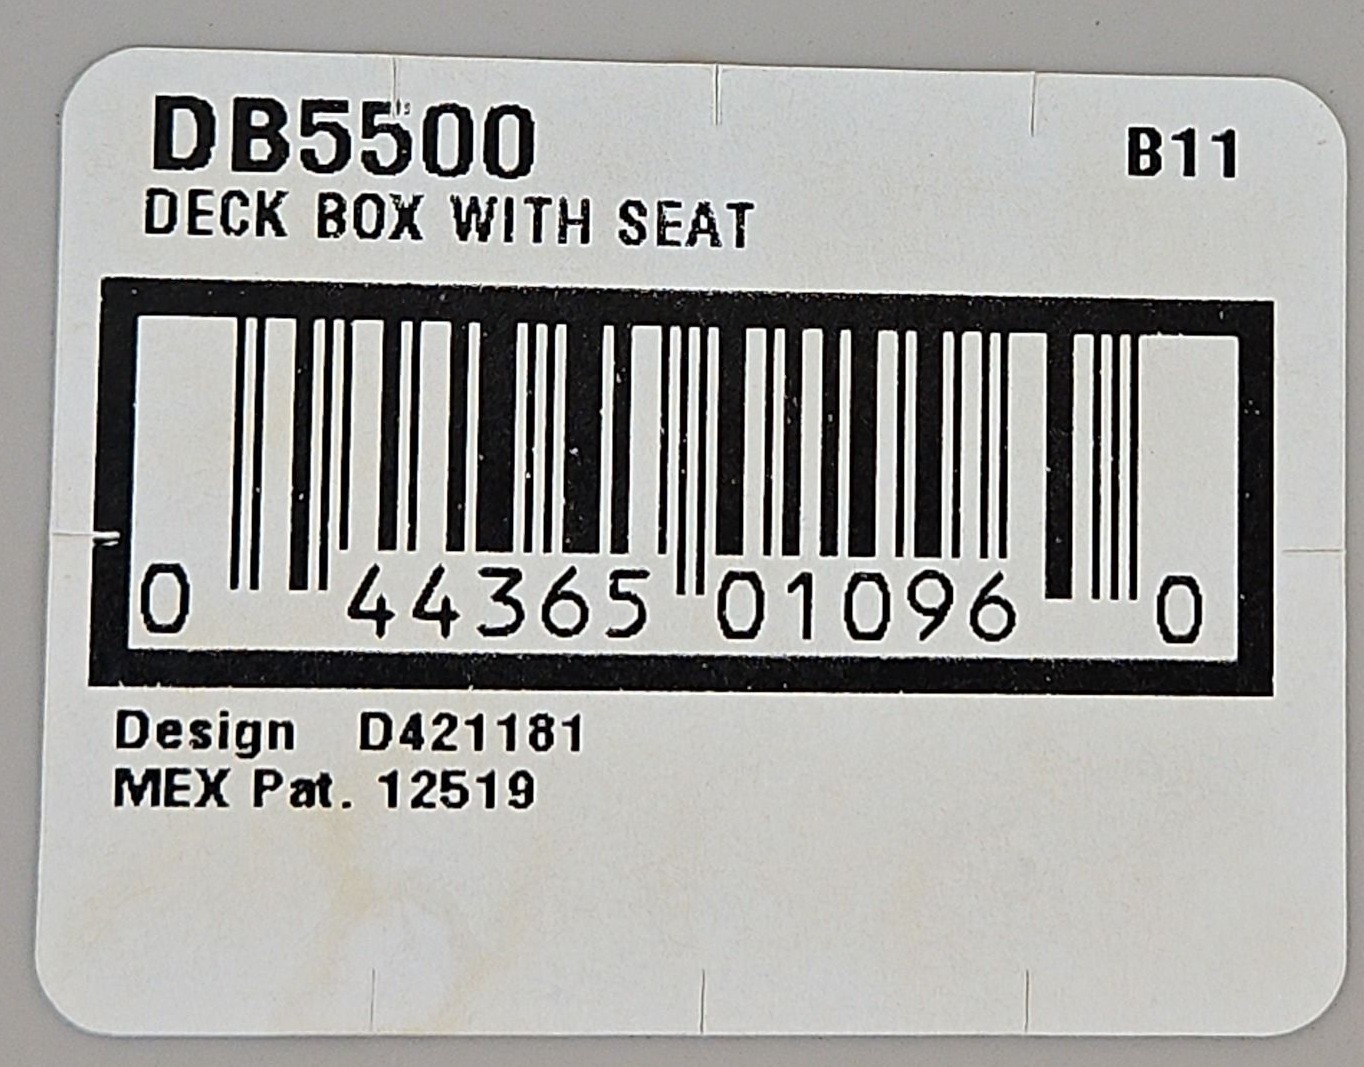 DB5500 B11
DECK BOX WITH SEAT
0 44365 01096 0
Design D421181
MEX Pat. 12519